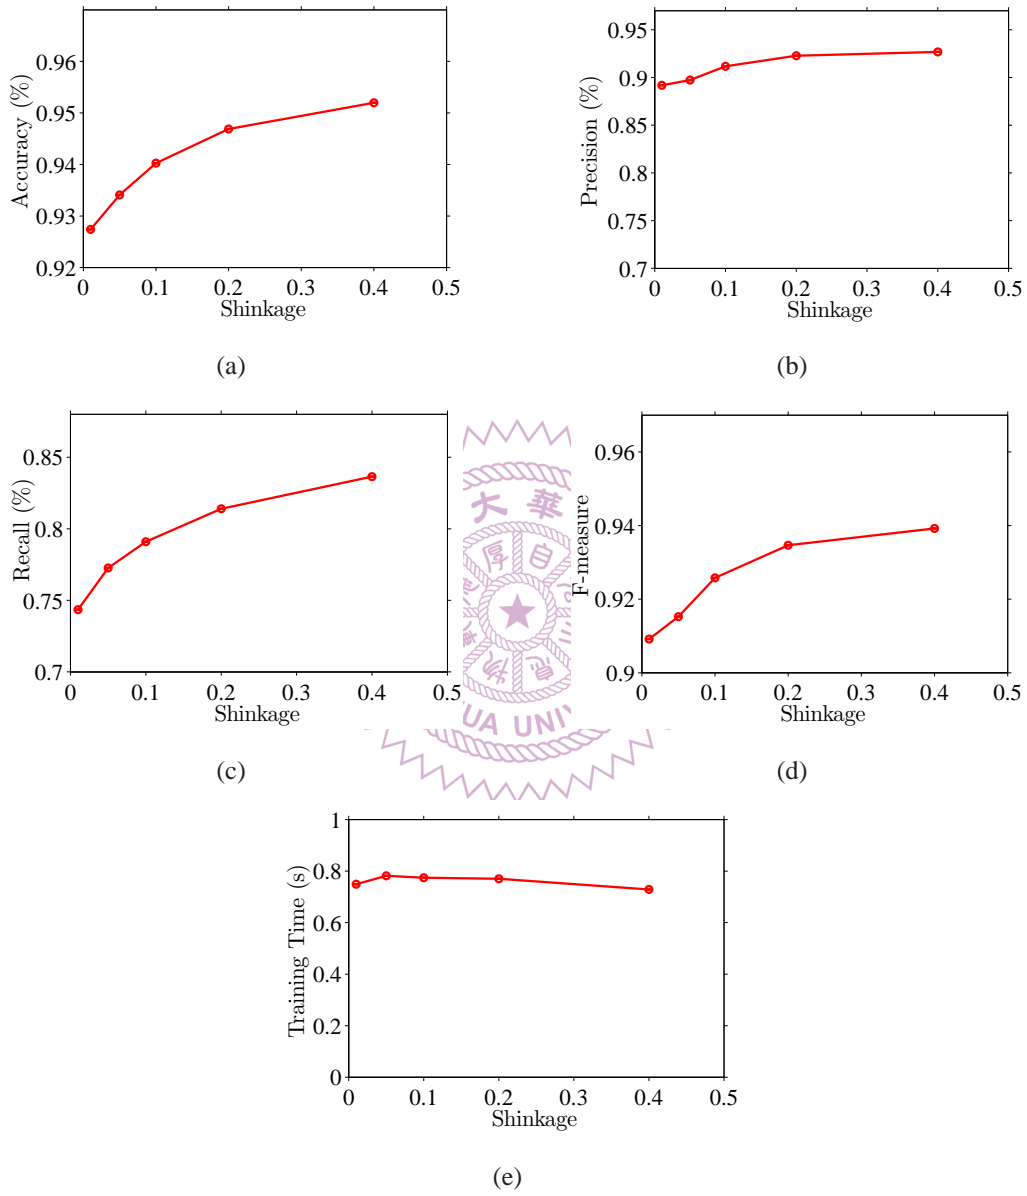 0.96
0.95
0.94
0.93
0.92
Accuracy (%)
0 0.1 0.2 0.3 0.4 0.5
Shinkage
(a)
0.95
0.9
0.85
0.8
0.75
0.7
Precision (%)
0 0.1 0.2 0.3 0.4 0.5
Shinkage
(b)
0.85
0.8
0.75
0.7
Recall (%)
0 0.1 0.2 0.3 0.4 0.5
Shinkage
(c)
大 華
厚 自
物
UA UNIV
0.96
0.94
0.92
0.9
F-measure
0 0.1 0.2 0.3 0.4 0.5
Shinkage
(d)
1
0.8
0.6
0.4
0.2
0
Training Time (s)
0 0.1 0.2 0.3 0.4 0.5
Shinkage
(e)